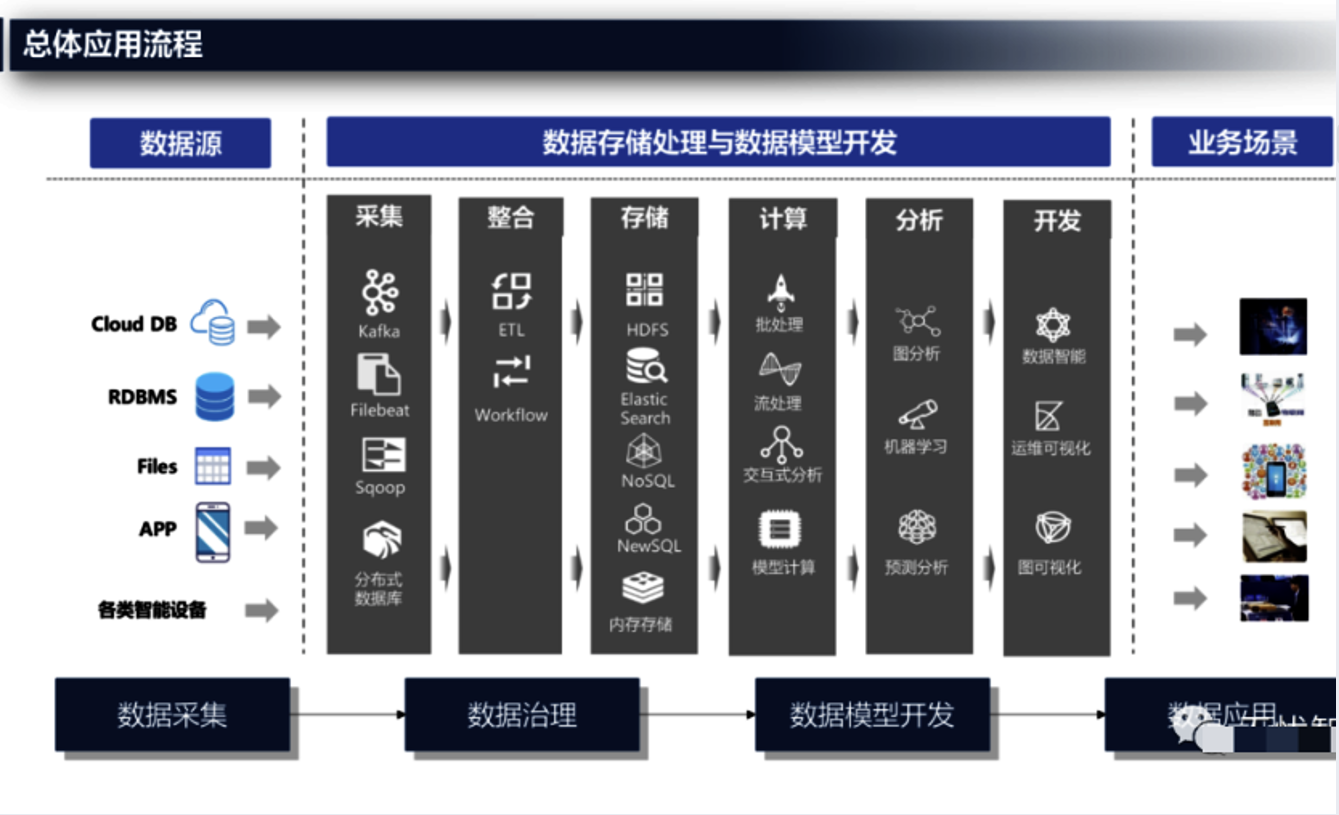 总体应用流程
数据源
数据存储处理与数据模型开发
业务场景
采集
整合
存储
计算
分析
开发
Cloud DB
RDBMS
Files
APP
各类智能设备
Kafka
Filebeat
Sqoop
分布式
数据库
ETL
Workflow
HDFS
Elastic
Search
NoSQL
NewSQL
内存存储
批处理
流处理
交互式分析
模型计算
图分析
机器学习
预测分析
数据智能
运维可视化
图可视化
数据采集
数据治理
数据模型开发
数据应用